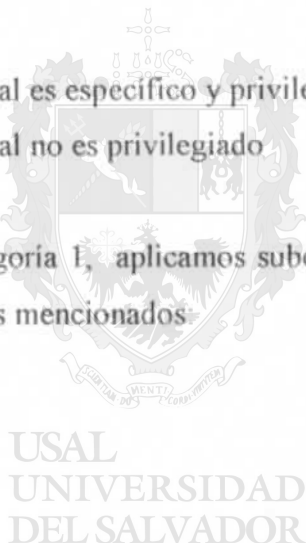 al es específico y privile
al no es privilegiado
goría 1, aplicamos sub
s mencionados
USAL
UNIVERSIDAD
DEL SALVADOR